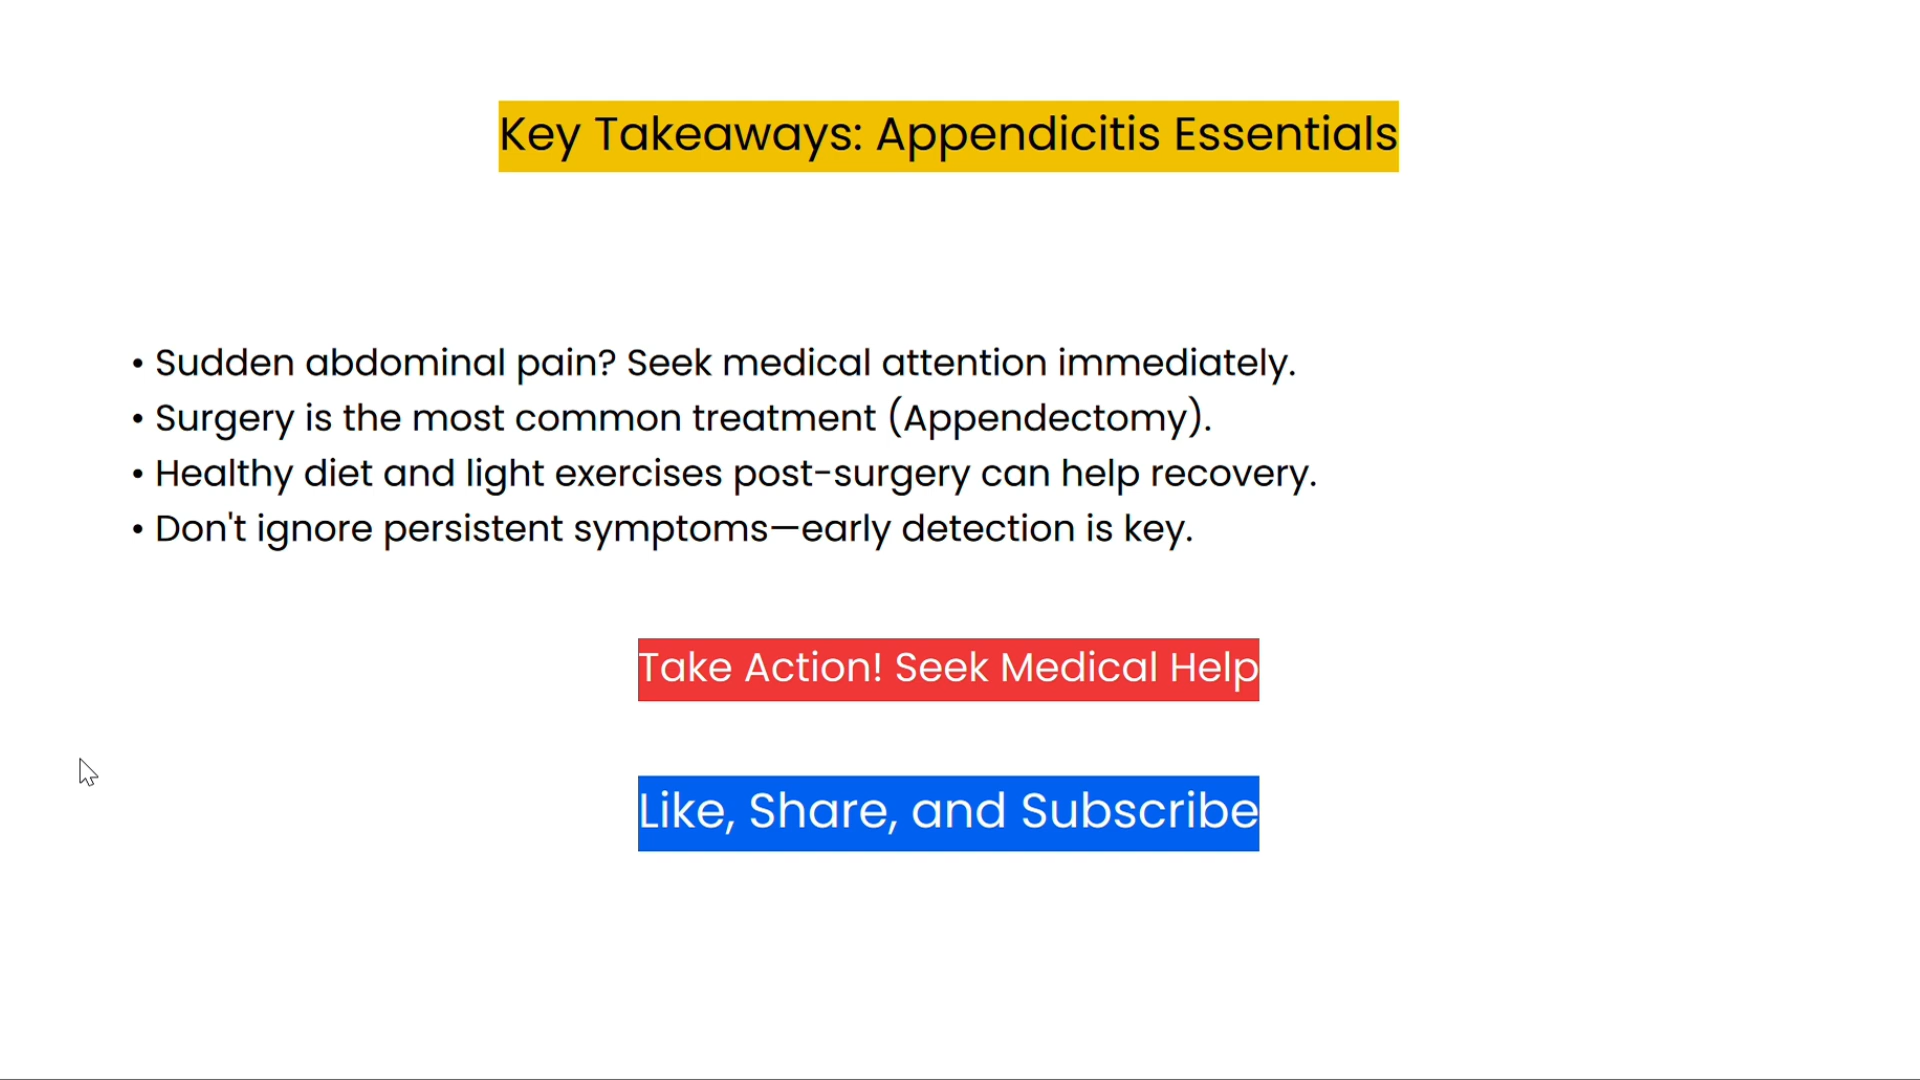 Key Takeaways: Appendicitis Essentials
• Sudden abdominal pain? Seek medical attention immediately.
• Surgery is the most common treatment (Appendectomy).
• Healthy diet and light exercises post-surgery can help recovery.
• Don't ignore persistent symptoms—early detection is key.
Take Action! Seek Medical Help
Like, Share, and Subscribe